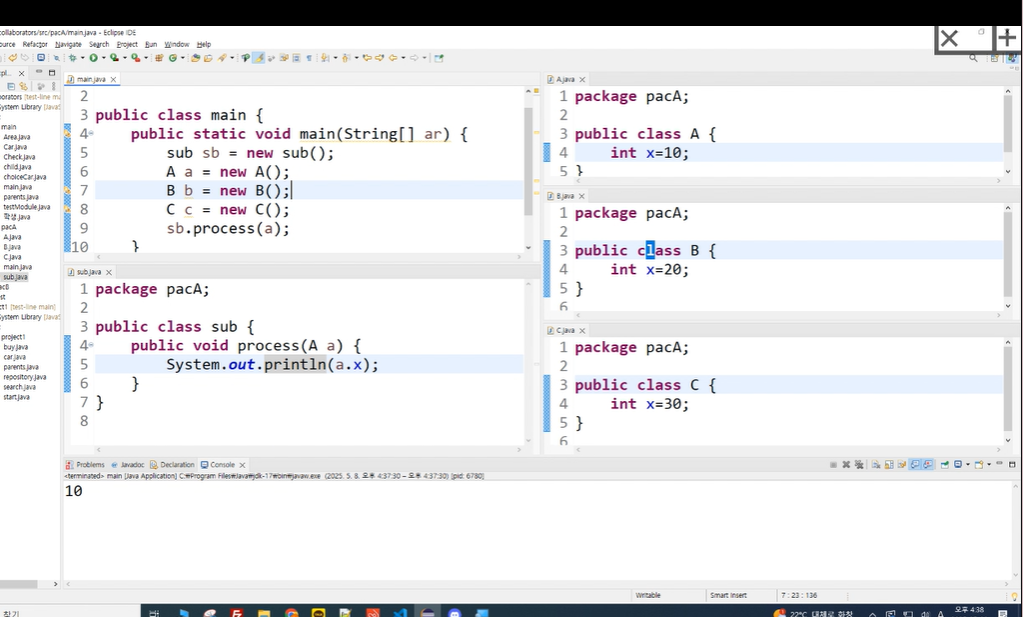 collaborators/src/pacA/main.java - Eclipse IDE
ource Refactor Navigate Search Project Run Window Help
orators [test-line ma
System Library [Java
main
Area.java
Car.java
Check.java
child.java
choiceCar.java
main.java
parents.java
testModule.java
학생.java
pacA
A.java
B.java
C.java
main.java
sub.java
acB
st
ct1 [test-line main]
System Library [JavaS
project1
buy.java
car.java
parents.java
repository.java
search.java
start.java
main.java
2
3 public class main {
4 public static void main(String[] ar) {
5 sub sb = new sub();
6 A a = new A();
7 B b = new B();
8 C c = new C();
9 sb.process(a);
10 }
sub.java
1 package pacA;
2
3 public class sub {
4 public void process(A a) {
5 System.out.println(a.x);
6 }
7 }
8
A.java
1 package pacA;
2
3 public class A {
4 int x=10;
5 }
B.java
1 package pacA;
2
3 public class B {
4 int x=20;
5 }
6
C.java
1 package pacA;
2
3 public class C {
4 int x=30;
5 }
6
Problems Javadoc Declaration Console
<terminated> main [Java Application] C:₩Program Files₩Java₩jdk-17₩bin₩javaw.exe (2025. 5. 8. 오후 4:37:30 – 오후 4:37:30) [pid: 6780]
10
Writable Smart Insert 7 : 23 : 136
찾기
22°C 대체로 화창 A 오후 4:38